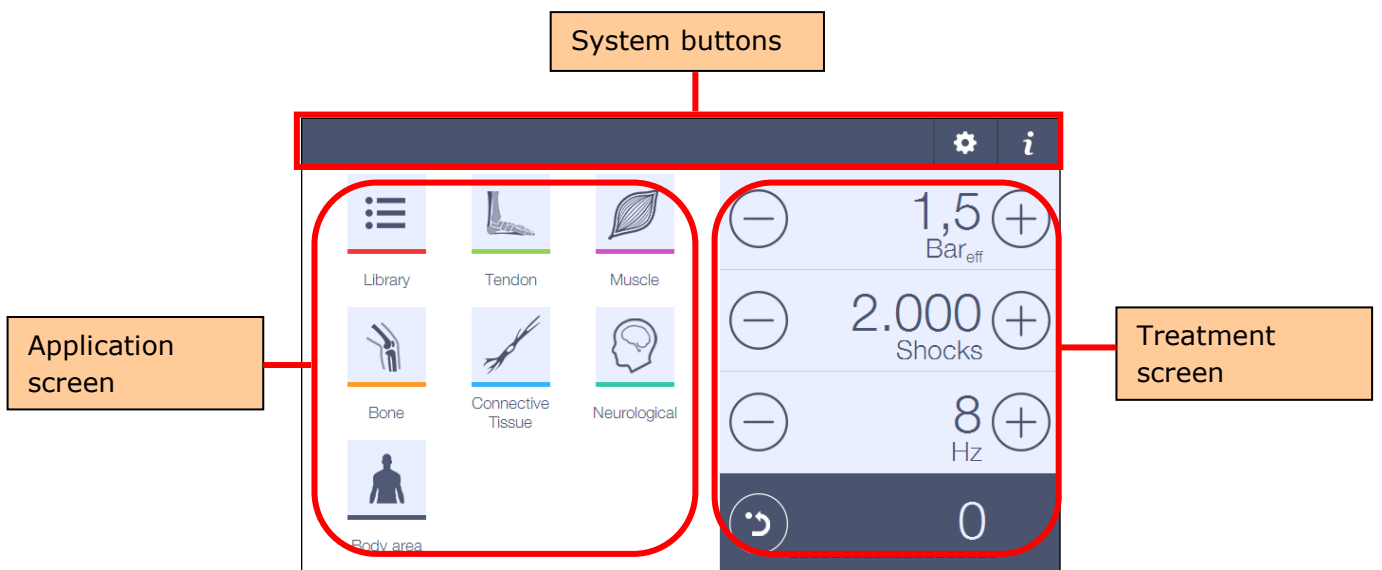 System buttons
i
1,5
Bar eff
Library
Tendon
Muscle
2.000
Shocks
Application
screen
Treatment
screen
Bone
Connective
Tissue
Neurological
8
Hz
Body area
0